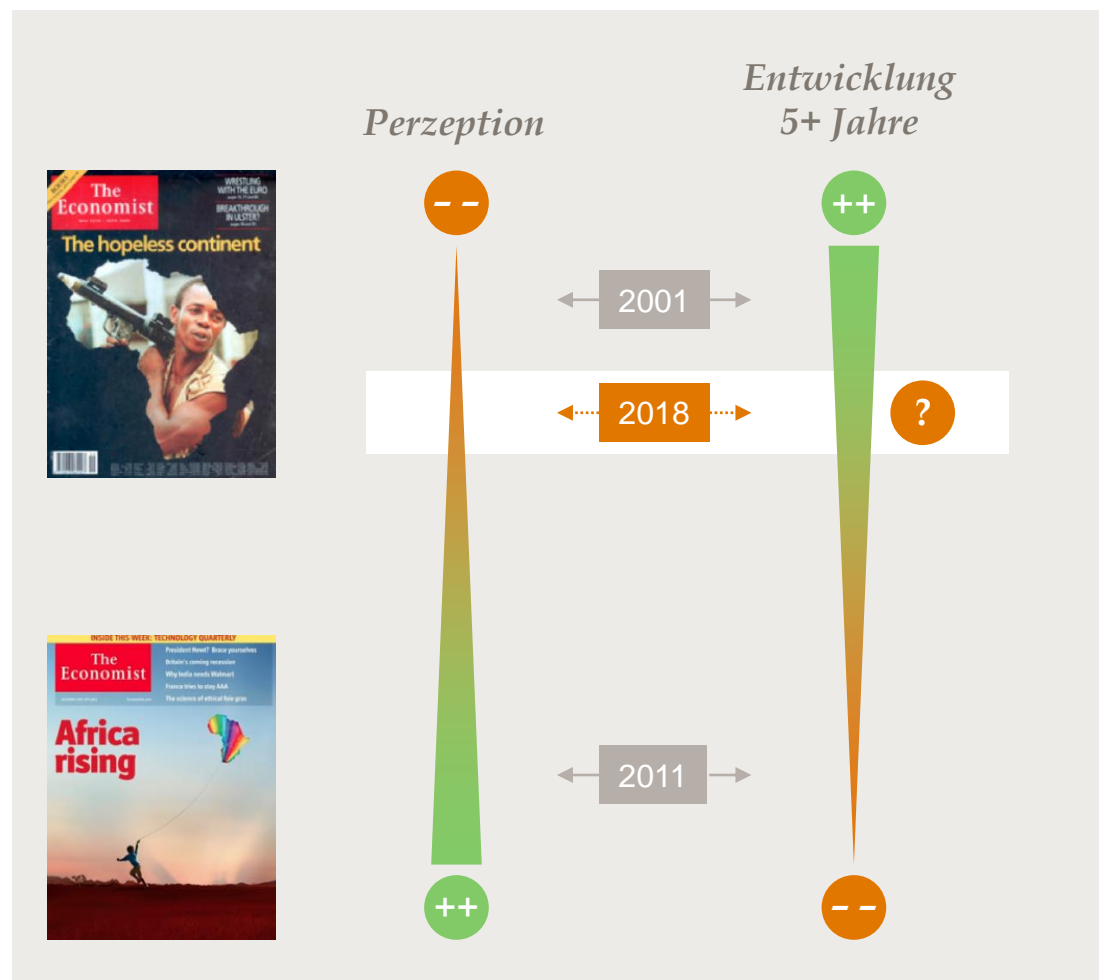 Perzeption
Entwicklung
5+ Jahre
The
Economist
WRESTLING
WITH THE EURO
BREAKTHROUGH
IN ULSTER?
The hopeless continent
– –
++
2001
2018
?
INSIDE THIS WEEK: TECHNOLOGY QUARTERLY
The
Economist
President Newt? Brace yourselves
Britain's coming recession
Why India needs Walmart
France tries to stay AAA
The science of ethical foie gras
Africa
rising
2011
++
– –